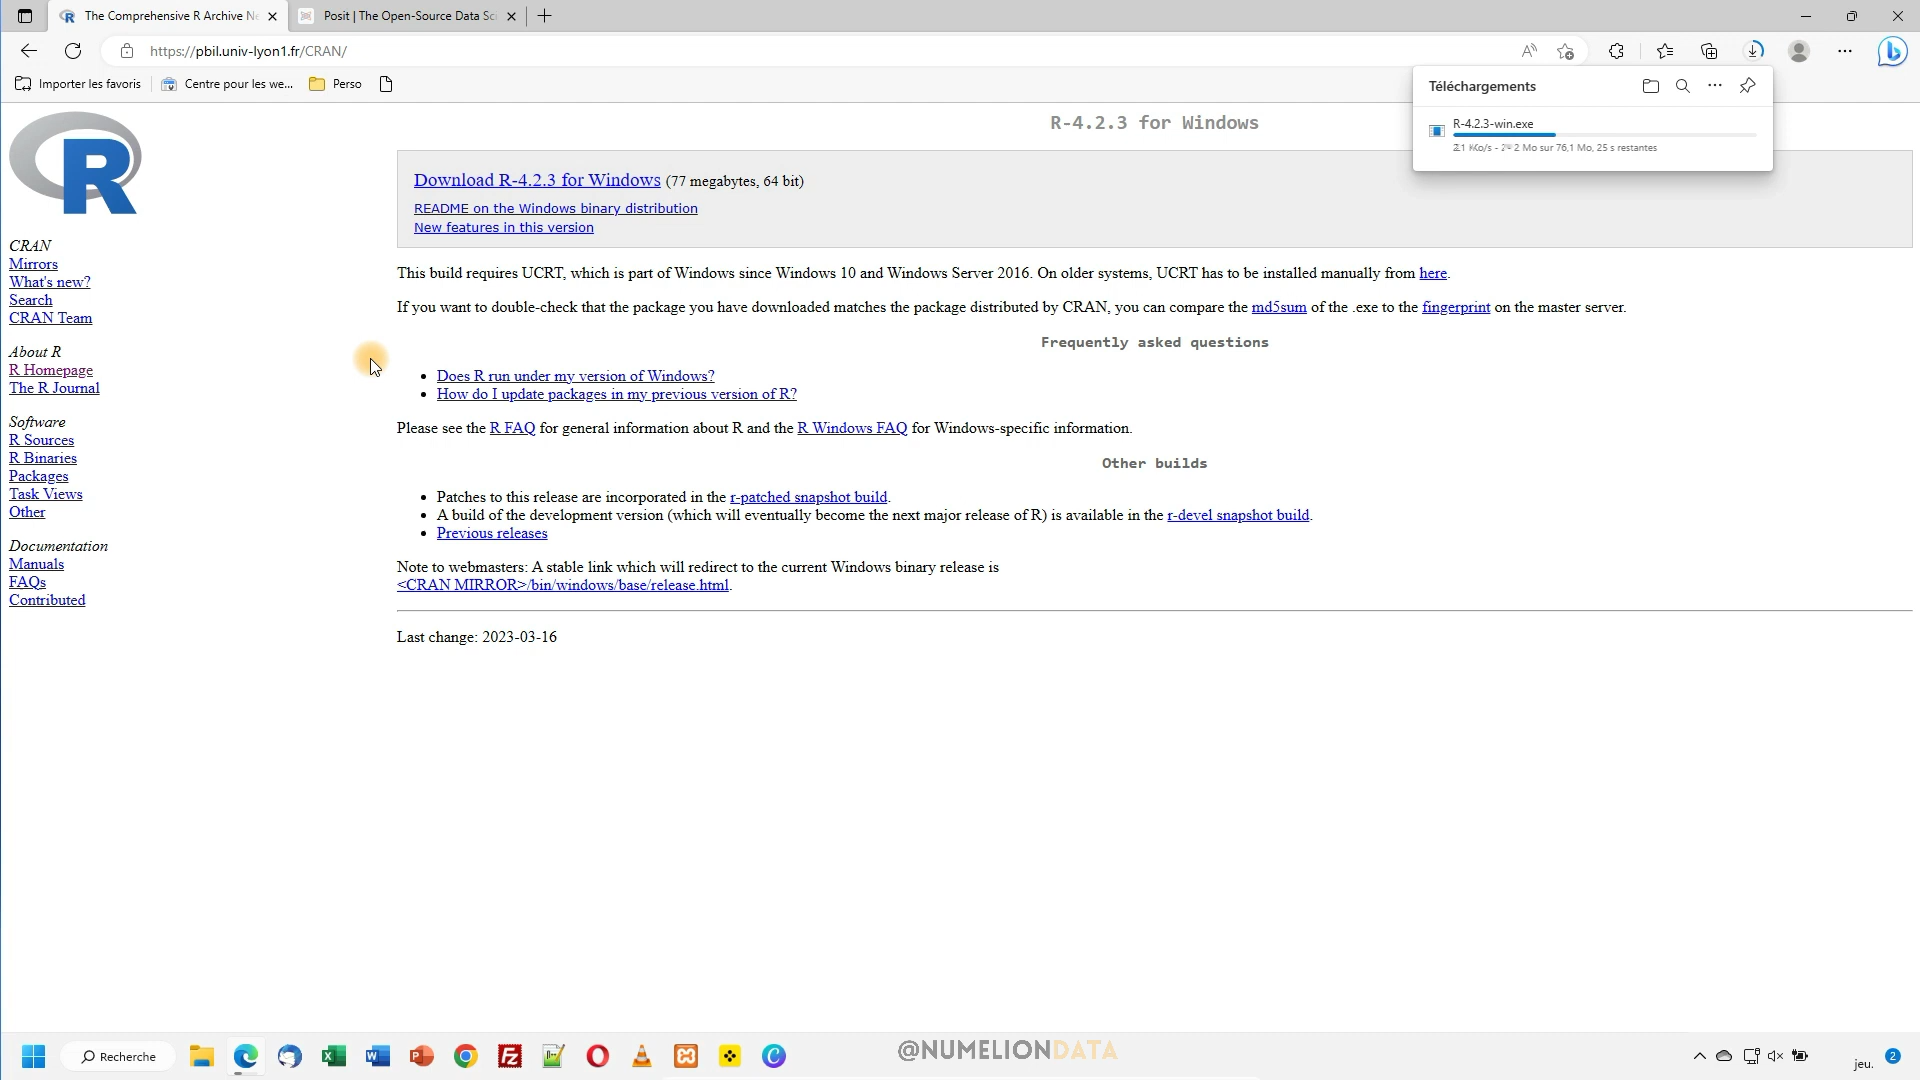 The Comprehensive R Archive Ne
Posit | The Open-Source Data Sc
https://pbil.univ-lyon1.fr/CRAN/
Importer les favoris
Centre pour les we...
Perso
Téléchargements
R-4.2.3-win.exe
Mo sur 76,1 Mo, 25 s restantes
R
CRAN
Mirrors
What's new?
Search
CRAN Team
About R
R Homepage
The R Journal
Software
R Sources
R Binaries
Packages
Task Views
Other
Documentation
Manuals
FAQs
Contributed
R-4.2.3 for Windows
Download R-4.2.3 for Windows (77 megabytes, 64 bit)
README on the Windows binary distribution
New features in this version
This build requires UCRT, which is part of Windows since Windows 10 and Windows Server 2016. On older systems, UCRT has to be installed manually from here.
If you want to double-check that the package you have downloaded matches the package distributed by CRAN, you can compare the md5sum of the .exe to the fingerprint on the master server.
Frequently asked questions
Does R run under my version of Windows?
How do I update packages in my previous version of R?
Please see the R FAQ for general information about R and the R Windows FAQ for Windows-specific information.
Other builds
Patches to this release are incorporated in the r-patched snapshot build.
A build of the development version (which will eventually become the next major release of R) is available in the r-devel snapshot build.
Previous releases
Note to webmasters: A stable link which will redirect to the current Windows binary release is
<CRAN MIRROR>/bin/windows/base/release.html.
Last change: 2023-03-16
Recherche
@NUMELIONDATA
jeu.
2